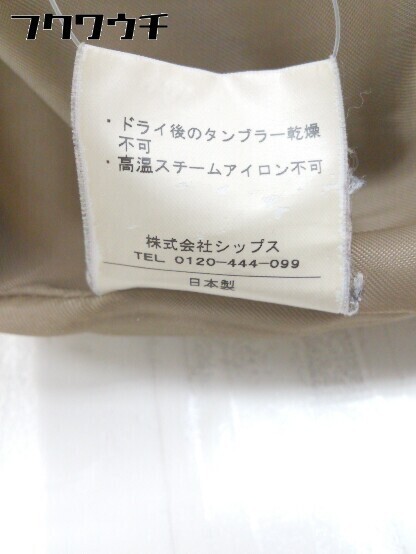 フクワウチ
・ドライ後のタンブラー乾燥
不可
・高温スチームアイロン不可
株式会社シップス
TEL 0120-444-099
日本製